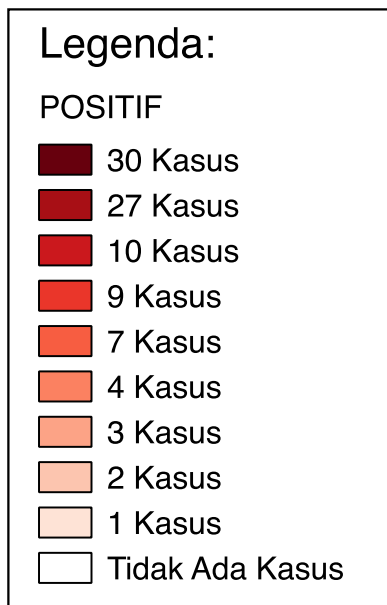 Legenda:
POSITIF
30 Kasus
27 Kasus
10 Kasus
9 Kasus
7 Kasus
4 Kasus
3 Kasus
2 Kasus
1 Kasus
Tidak Ada Kasus